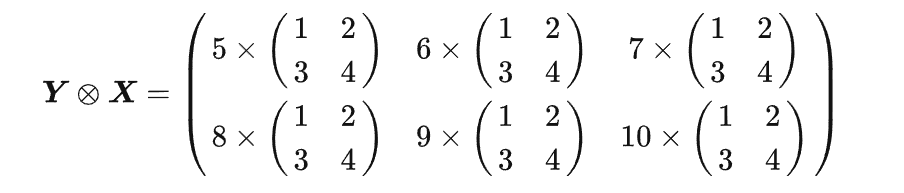 Y ⊗ X = ( 5 × ( 1 2 3 4 ) 6 × ( 1 2 3 4 ) 7 × ( 1 2 3 4 )
8 × ( 1 2 3 4 ) 9 × ( 1 2 3 4 ) 10 × ( 1 2 3 4 ) )